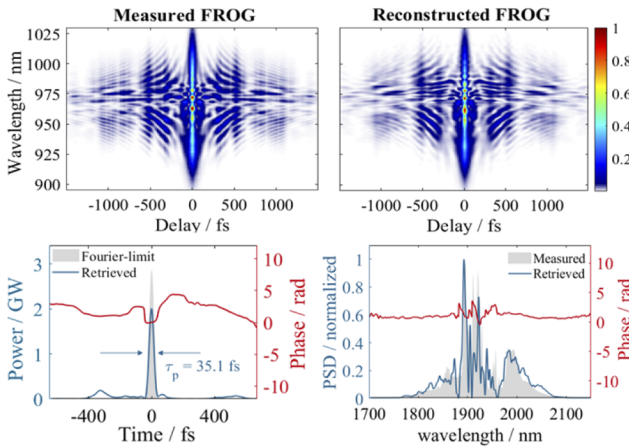 Measured FROG
Reconstructed FROG
Wavelength / nm
1025
1000
975
950
925
900
-1000 -500 0 500 1000
Delay / fs
-1000 -500 0 500 1000
Delay / fs
1
0.8
0.6
0.4
0.2
Power / GW
3
2
1
0
Fourier-limit
Retrieved
τp = 35.1 fs
10
5
0
-5
-10
Phase / rad
-400 0 400
Time / fs
PSD / normalized
1
0.8
0.6
0.4
0.2
0
Measured
Retrieved
10
5
0
-5
-10
Phase / rad
1700 1800 1900 2000 2100
wavelength / nm